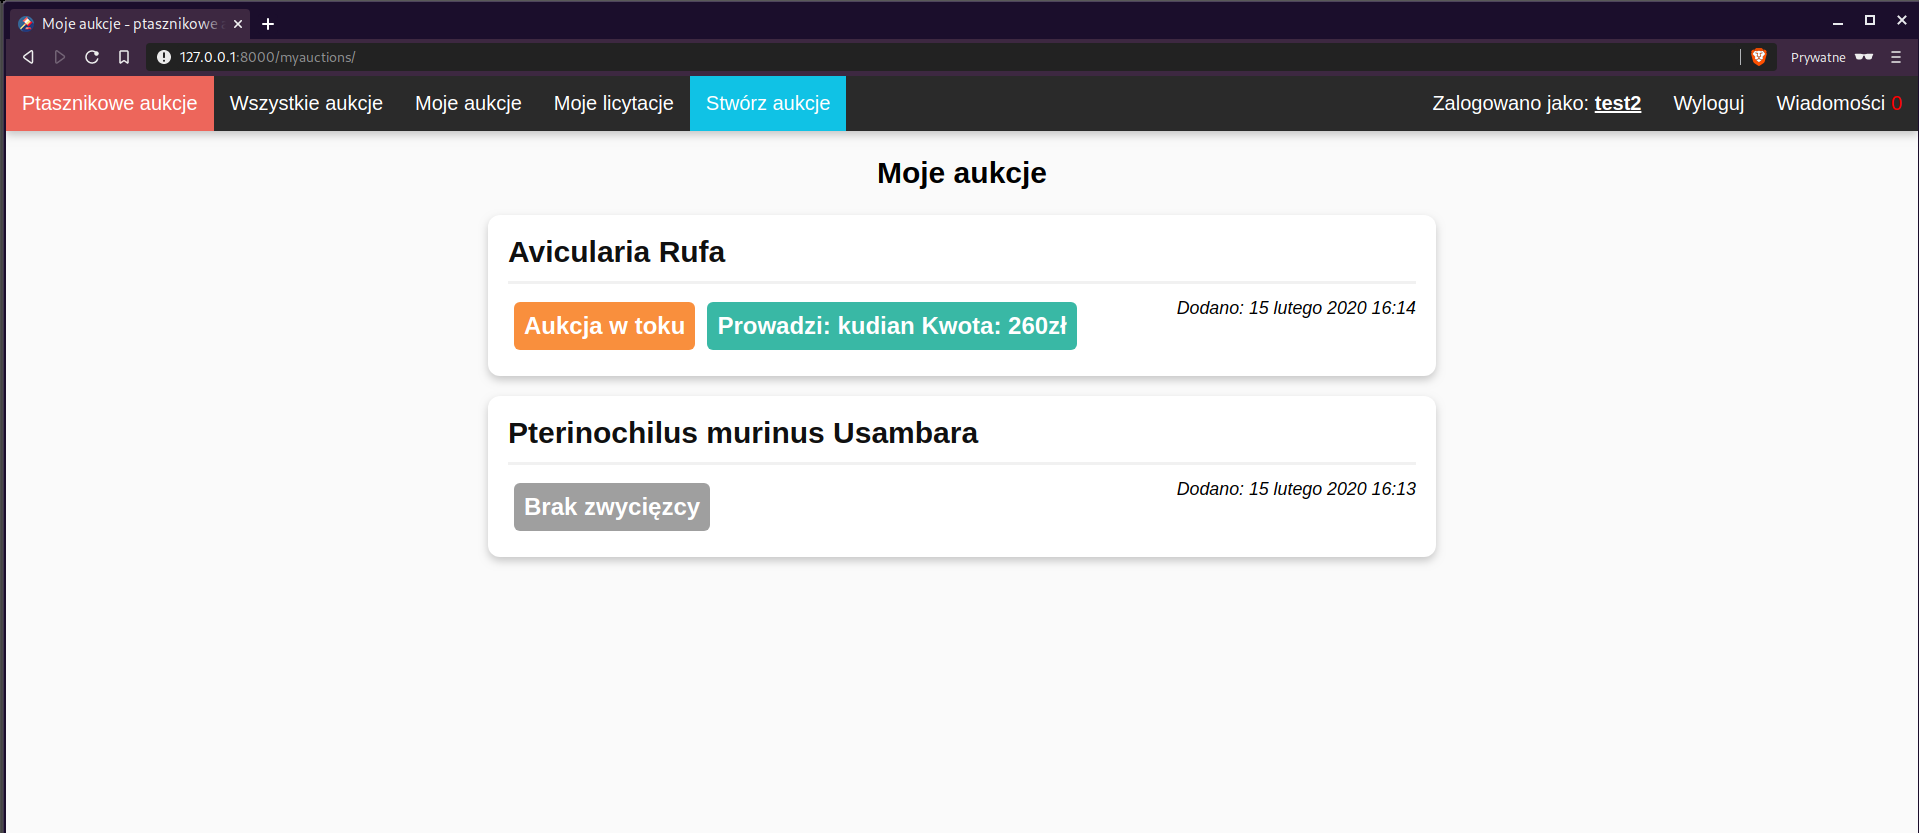 Moje aukcje - ptasznikowe
127.0.0.1:8000/myauctions/
Prywatne
Ptasznikowe aukcje Wszystkie aukcje Moje aukcje Moje licytacje Stwórz aukcje Zalogowano jako: test2 Wyloguj Wiadomości 0
Moje aukcje
Avicularia Rufa
Aukcja w toku Prowadzi: kudian Kwota: 260zł Dodano: 15 lutego 2020 16:14
Pterinochilus murinus Usambara
Brak zwycięzcy Dodano: 15 lutego 2020 16:13